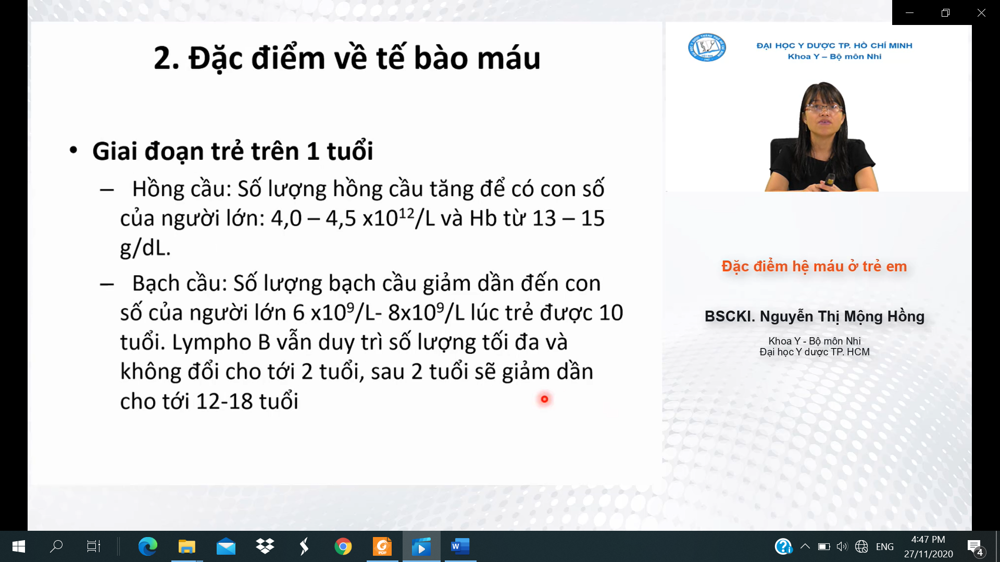 2. Đặc điểm về tế bào máu
• Giai đoạn trẻ trên 1 tuổi
– Hồng cầu: Số lượng hồng cầu tăng để có con số
của người lớn: 4,0 – 4,5 x10¹²/L và Hb từ 13 – 15
g/dL.
– Bạch cầu: Số lượng bạch cầu giảm dần đến con
số của người lớn 6 x10⁹/L- 8x10⁹/L lúc trẻ được 10
tuổi. Lympho B vẫn duy trì số lượng tối đa và
không đổi cho tới 2 tuổi, sau 2 tuổi sẽ giảm dần
cho tới 12-18 tuổi
ĐẠI HỌC Y DƯỢC TP. HỒ CHÍ MINH
Khoa Y – Bộ môn Nhi
Đặc điểm hệ máu ở trẻ em
BSCKI. Nguyễn Thị Mộng Hồng
Khoa Y - Bộ môn Nhi
Đại học Y dược TP. HCM
PDF
W
ENG
4:47 PM
27/11/2020
4